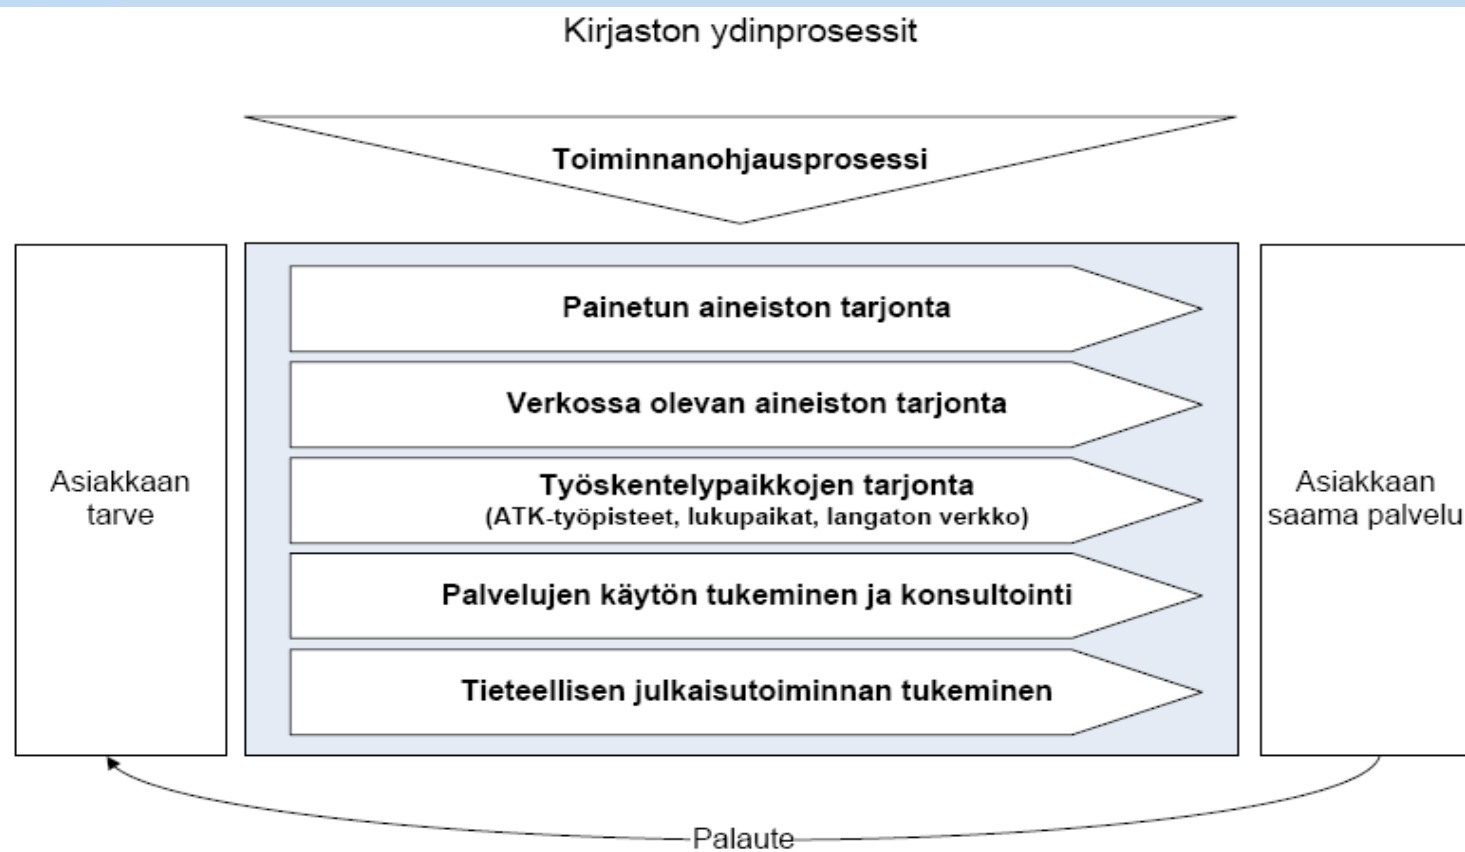 Kirjaston ydinprosessit
Toiminnanohjausprosessi
Painetun aineiston tarjonta
Verkossa olevan aineiston tarjonta
Työskentelypaikkojen tarjonta
(ATK-työpisteet, lukupaikat, langaton verkko)
Palvelujen käytön tukeminen ja konsultointi
Tieteellisen julkaisutoiminnan tukeminen
Asiakkaan
tarve
Asiakkaan
saama palvelu
Palaute